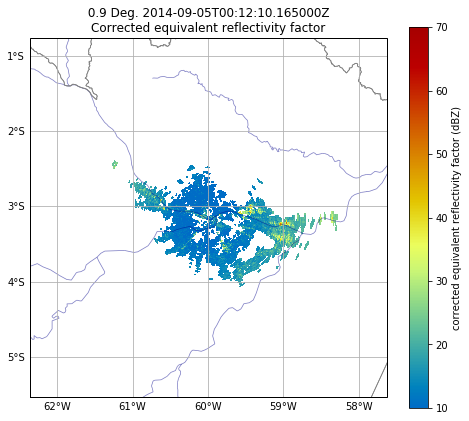 0.9 Deg. 2014-09-05T00:12:10.165000Z
Corrected equivalent reflectivity factor
1°S
2°S
3°S
4°S
5°S
62°W
61°W
60°W
59°W
58°W
70
60
50
40
30
20
10
corrected equivalent reflectivity factor (dBZ)